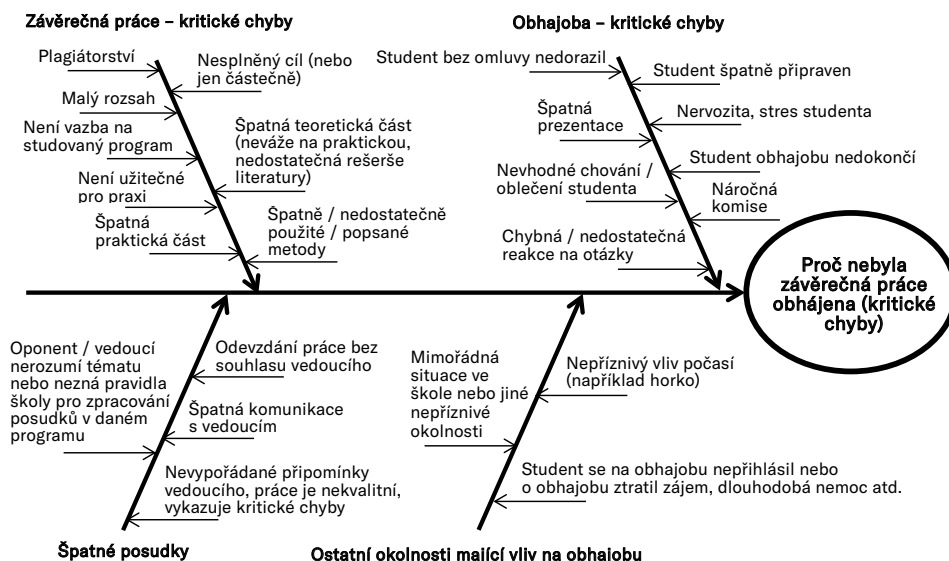 Závěrečná práce – kritické chyby
Plagiátorství
Nesplněný cíl (nebo
jen částečně)
Malý rozsah
Není vazba na
studovaný program
Špatná teoretická část
(neváže na praktickou,
nedostatečná rešerše
literatury)
Není užitečné
pro praxi
Špatná
praktická část
Špatně / nedostatečně
použité / popsané
metody
Obhajoba – kritické chyby
Student bez omluvy nedorazil
Student špatně připraven
Špatná
prezentace
Nervozita, stres studenta
Student obhajobu nedokončí
Nevhodné chování /
oblečení studenta
Náročná
komise
Chybná / nedostatečná
reakce na otázky
Proč nebyla
závěrečná práce
obhájena (kritické
chyby)
Oponent / vedoucí
nerozumí tématu
nebo nezná pravidla
školy pro zpracování
posudků v daném
programu
Odevzdání práce bez
souhlasu vedoucího
Špatná komunikace
s vedoucím
Nevypořádané připomínky
vedoucího, práce je nekvalitní,
vykazuje kritické chyby
Špatné posudky
Mimořádná
situace ve
škole nebo jiné
nepříznivé
okolnosti
Nepříznivý vliv počasí
(například horko)
Student se na obhajobu nepřihlásil nebo
o obhajobu ztratil zájem, dlouhodobá nemoc atd.
Ostatní okolnosti mající vliv na obhajobu